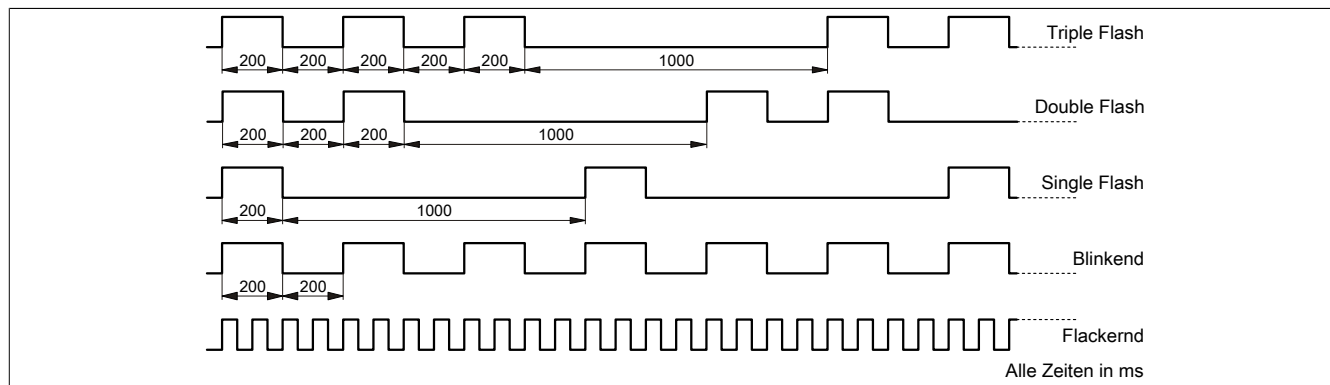 Triple Flash
200 200 200 200 200 1000
Double Flash
200 200 200 1000
Single Flash
200 1000
Blinkend
200 200
Flackernd
Alle Zeiten in ms